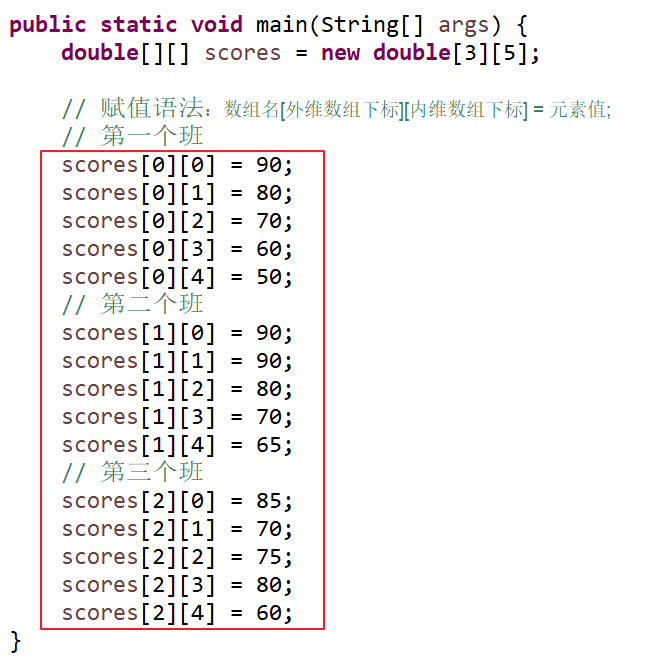 public static void main(String[] args) {
    double[][] scores = new double[3][5];
    // 赋值语法：数组名[外维数组下标][内维数组下标] = 元素值;
    // 第一个班
    scores[0][0] = 90;
    scores[0][1] = 80;
    scores[0][2] = 70;
    scores[0][3] = 60;
    scores[0][4] = 50;
    // 第二个班
    scores[1][0] = 90;
    scores[1][1] = 90;
    scores[1][2] = 80;
    scores[1][3] = 70;
    scores[1][4] = 65;
    // 第三个班
    scores[2][0] = 85;
    scores[2][1] = 70;
    scores[2][2] = 75;
    scores[2][3] = 80;
    scores[2][4] = 60;
}